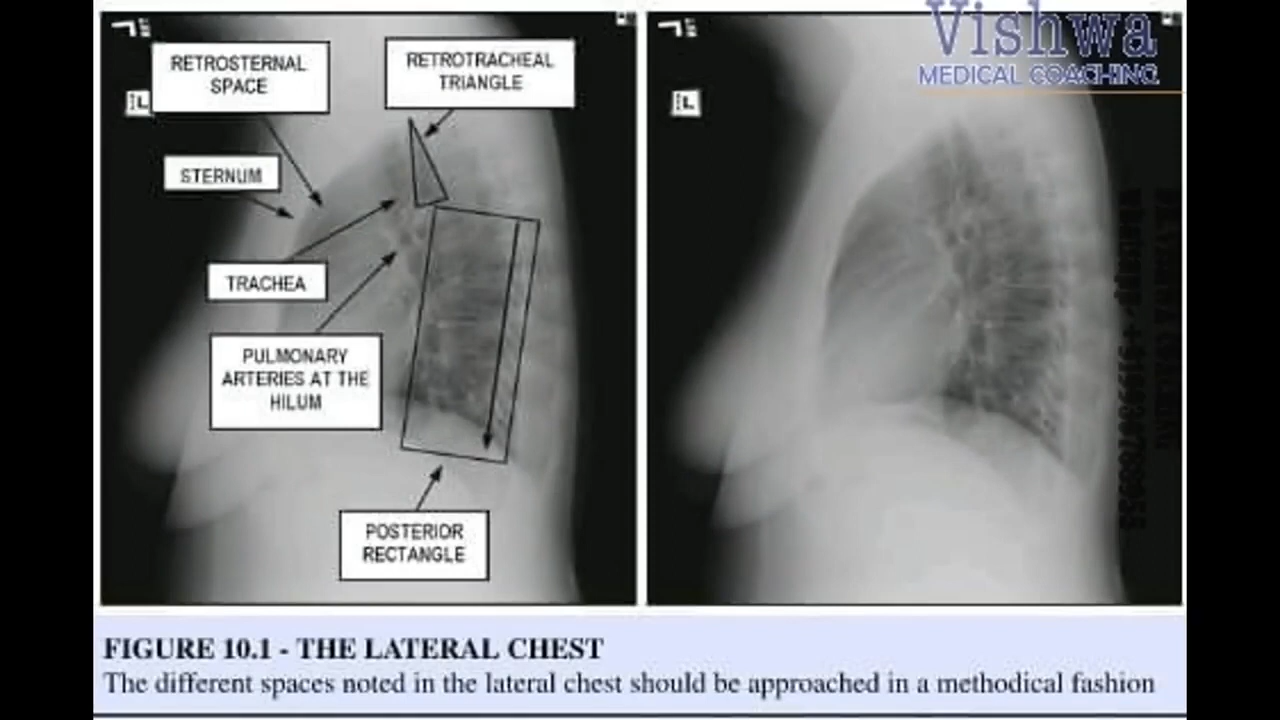 Vishwa
MEDICAL COACHING
RETROSTERNAL
SPACE
RETROTRACHEAL
TRIANGLE
L
L
STERNUM
TRACHEA
PULMONARY
ARTERIES AT THE
HILUM
POSTERIOR
RECTANGLE
FIGURE 10.1 - THE LATERAL CHEST
The different spaces noted in the lateral chest should be approached in a methodical fashion